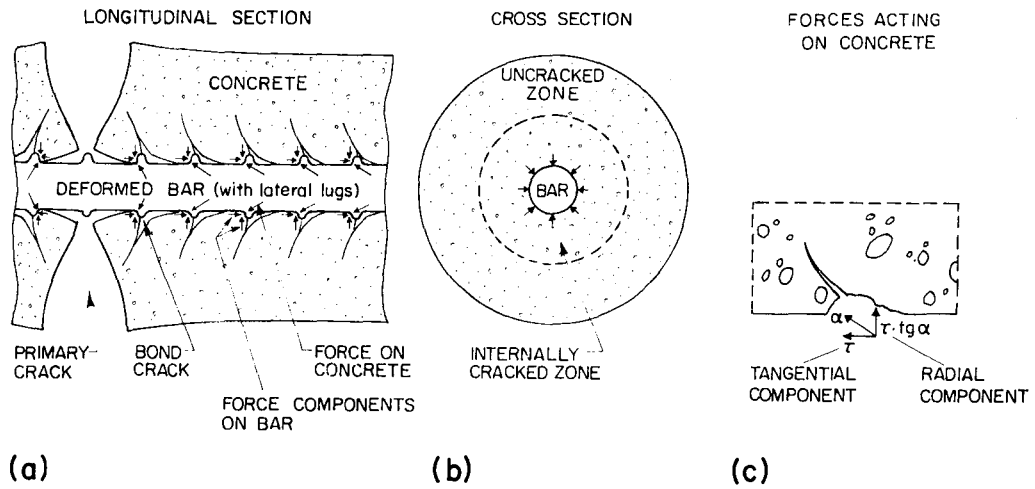 LONGITUDINAL SECTION
CONCRETE
DEFORMED BAR (with lateral lugs)
PRIMARY-
CRACK
BOND
CRACK
FORCE ON
CONCRETE
FORCE COMPONENTS
ON BAR
(a)
CROSS SECTION
UNCRACKED
ZONE
BAR
INTERNALLY
CRACKED ZONE
(b)
FORCES ACTING
ON CONCRETE
α
τ·tgα
τ
TANGENTIAL
COMPONENT
RADIAL
COMPONENT
(c)